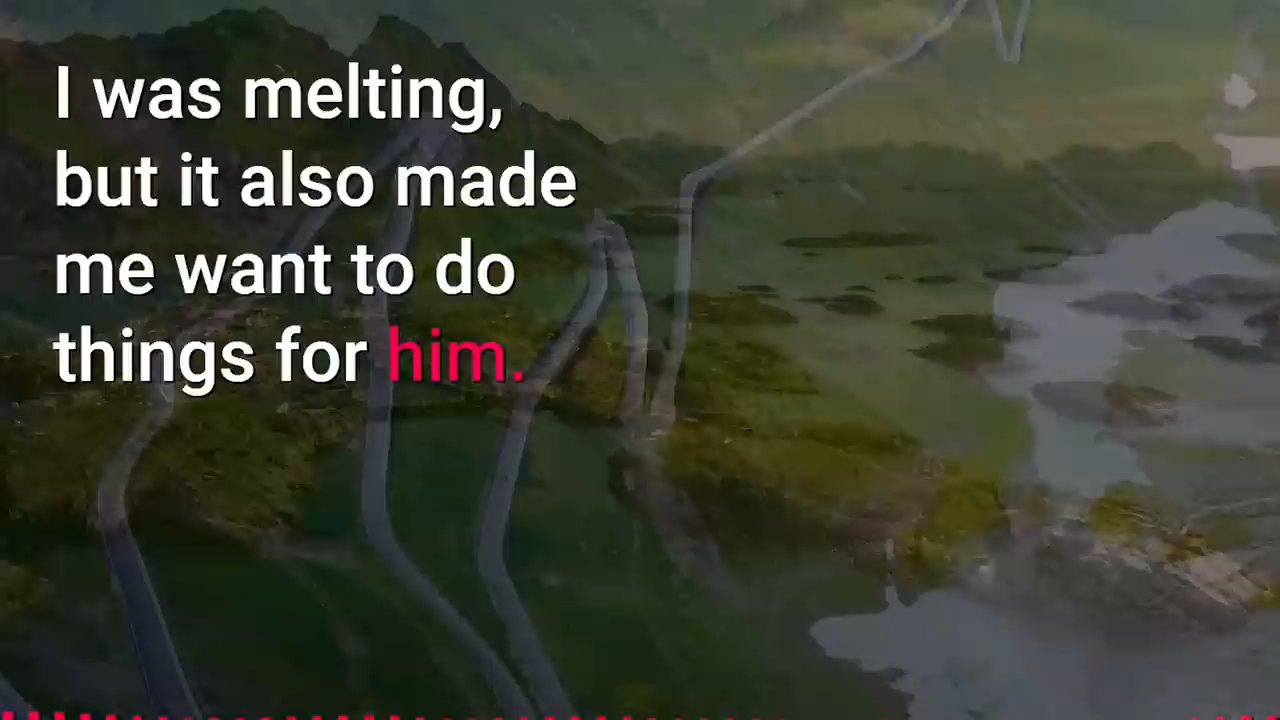 I was melting,
but it also made
me want to do
things for him.